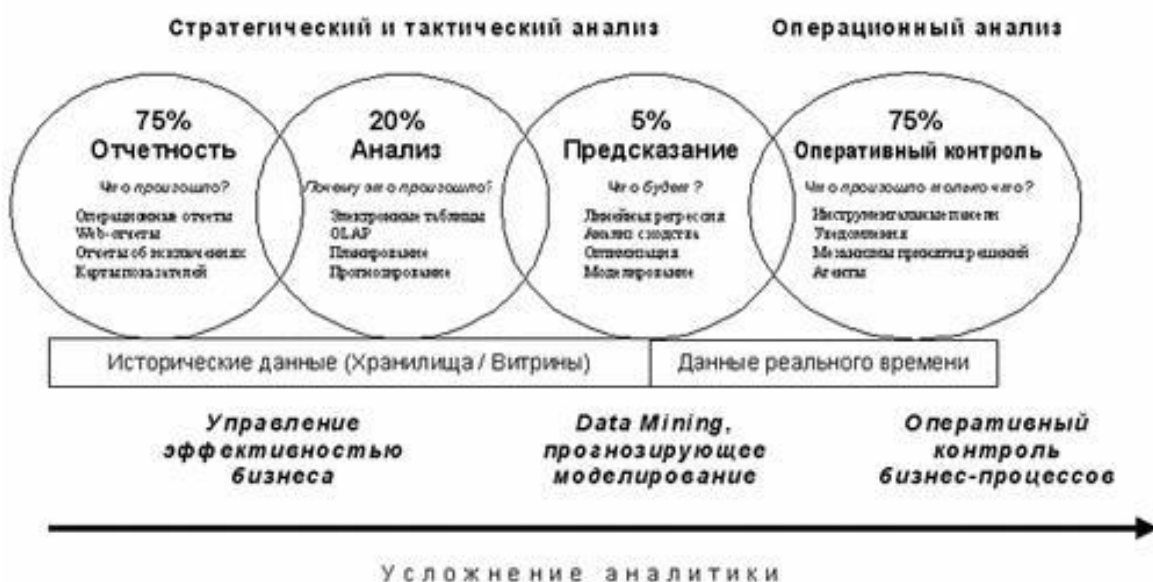 Стратегический и тактический анализ
Операционный анализ
75%
Отчетность
Что произошло?
Операционные отчеты
Web-отчеты
Отчеты об исключениях
Карты показателей
20%
Анализ
Почему это произошло?
Электронные таблицы
OLAP
Планирование
Прогнозирование
5%
Предсказание
Что будет?
Линейная регрессия
Анализ сходства
Оптимизация
Моделирование
75%
Оперативный контроль
Что произошло только что?
Инструментальные панели
Уведомления
Механизмы принятия решений
Агенты
Исторические данные (Хранилища / Витрины)
Данные реального времени
Управление
эффективностью
бизнеса
Data Mining,
прогнозирующее
моделирование
Оперативный
контроль
бизнес-процессов
Усложнение аналитики